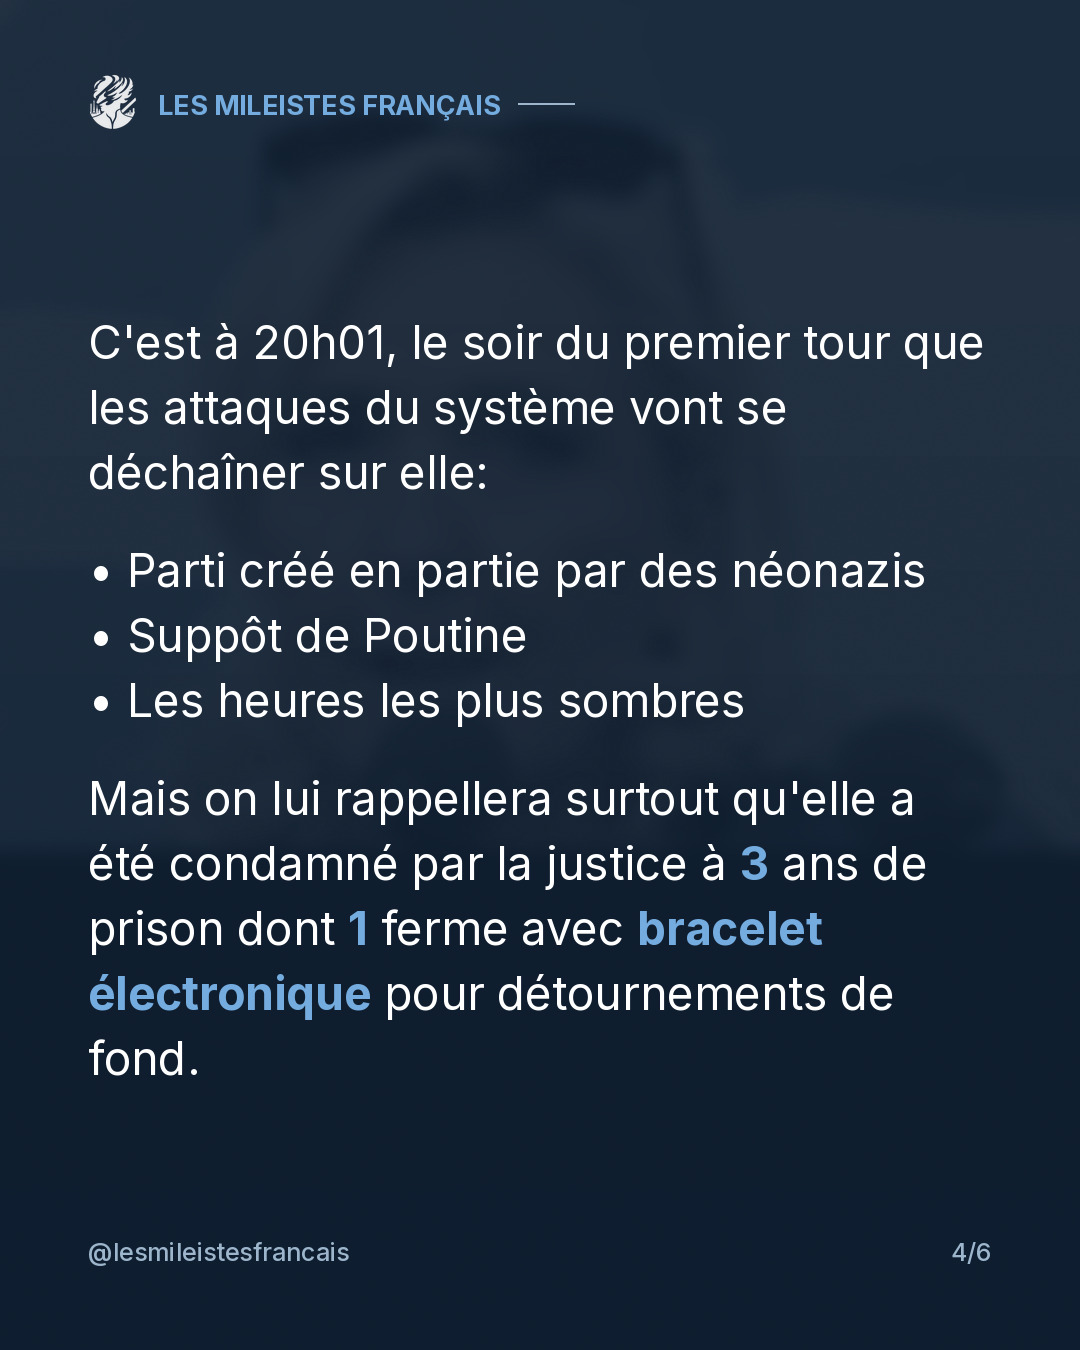 LES MILEISTES FRANÇAIS
C'est à 20h01, le soir du premier tour que
les attaques du système vont se
déchaîner sur elle:
• Parti créé en partie par des néonazis
• Suppôt de Poutine
• Les heures les plus sombres
Mais on lui rappellera surtout qu'elle a
été condamné par la justice à 3 ans de
prison dont 1 ferme avec bracelet
électronique pour détournements de
fond.
@lesmileistesfrancais
4/6